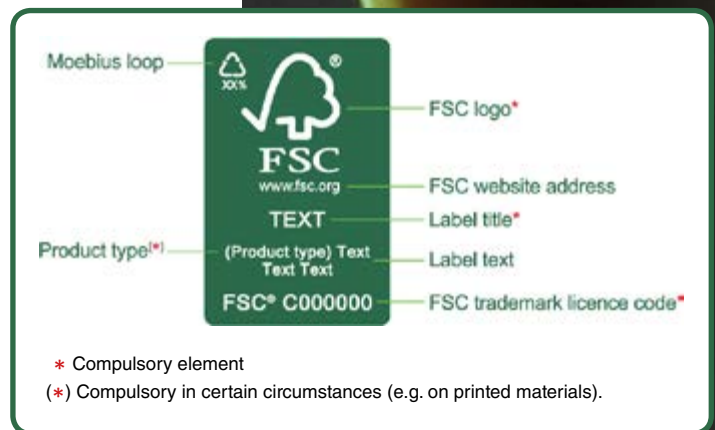 Moebius loop
XX%
®
FSC logo*
FSC
www.fsc.org
FSC website address
TEXT
Label title*
Product type(*)
(Product type) Text
Text Text
Label text
FSC® C000000
FSC trademark licence code*
* Compulsory element
(*) Compulsory in certain circumstances (e.g. on printed materials).